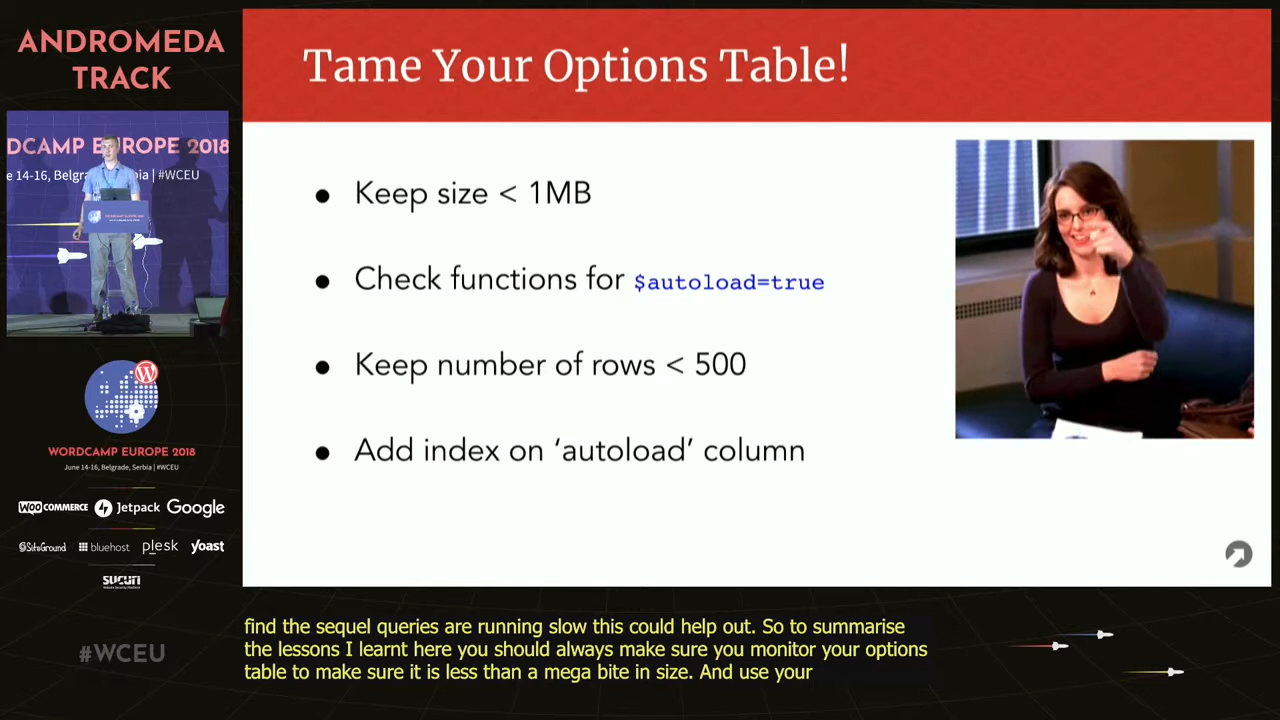 ANDROMEDA
TRACK
DCAMP EUROPE 2018
e 14-16, Belgra , Serbia | #WCEU
WORDCAMP EUROPE 2018
June 14-16, Belgrade, Serbia | #WCEU
WOO COMMERCE Jetpack Google
SiteGround bluehost plesk yoast
SUCURI
#WCEU
Tame Your Options Table!
● Keep size < 1MB
● Check functions for $autoload=true
● Keep number of rows < 500
● Add index on ‘autoload’ column
find the sequel queries are running slow this could help out. So to summarise
the lessons I learnt here you should always make sure you monitor your options
table to make sure it is less than a mega bite in size. And use your